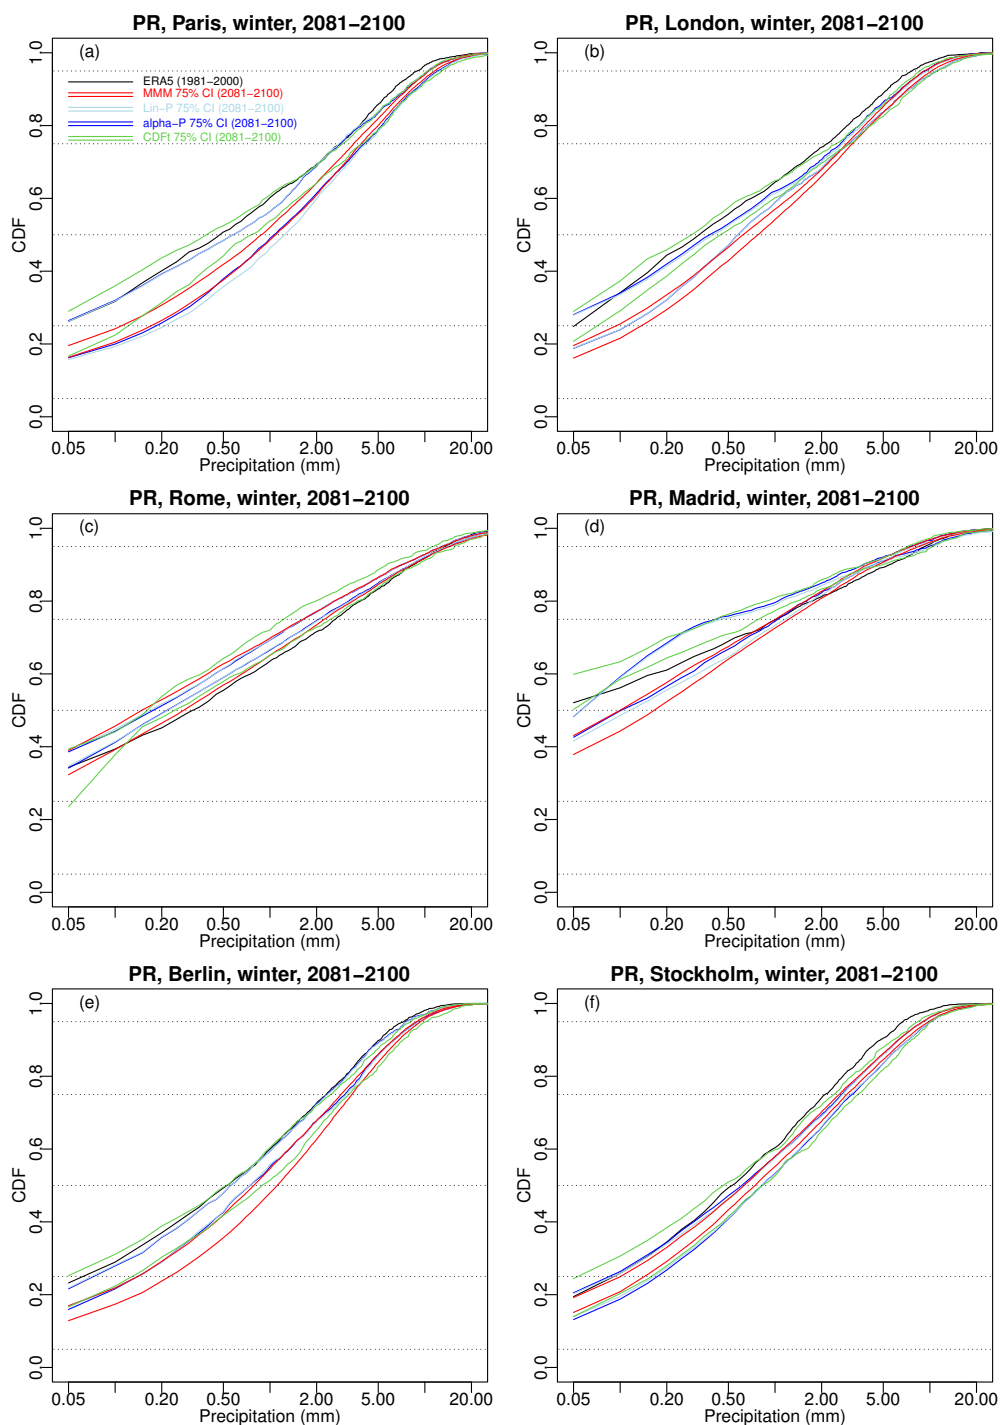 PR, Paris, winter, 2081−2100
(a)
ERA5 (1981−2000)
MMM 75% CI (2081−2100)
Lin−P 75% CI (2081−2100)
alpha−P 75% CI (2081−2100)
CDFt 75% CI (2081−2100)
CDF
0.0 0.2 0.4 0.6 0.8 1.0
0.05 0.20 0.50 2.00 5.00 20.00
Precipitation (mm)
PR, London, winter, 2081−2100
(b)
CDF
0.0 0.2 0.4 0.6 0.8 1.0
0.05 0.20 0.50 2.00 5.00 20.00
Precipitation (mm)
PR, Rome, winter, 2081−2100
(c)
CDF
0.0 0.2 0.4 0.6 0.8 1.0
0.05 0.20 0.50 2.00 5.00 20.00
Precipitation (mm)
PR, Madrid, winter, 2081−2100
(d)
CDF
0.0 0.2 0.4 0.6 0.8 1.0
0.05 0.20 0.50 2.00 5.00 20.00
Precipitation (mm)
PR, Berlin, winter, 2081−2100
(e)
CDF
0.0 0.2 0.4 0.6 0.8 1.0
0.05 0.20 0.50 2.00 5.00 20.00
Precipitation (mm)
PR, Stockholm, winter, 2081−2100
(f)
CDF
0.0 0.2 0.4 0.6 0.8 1.0
0.05 0.20 0.50 2.00 5.00 20.00
Precipitation (mm)